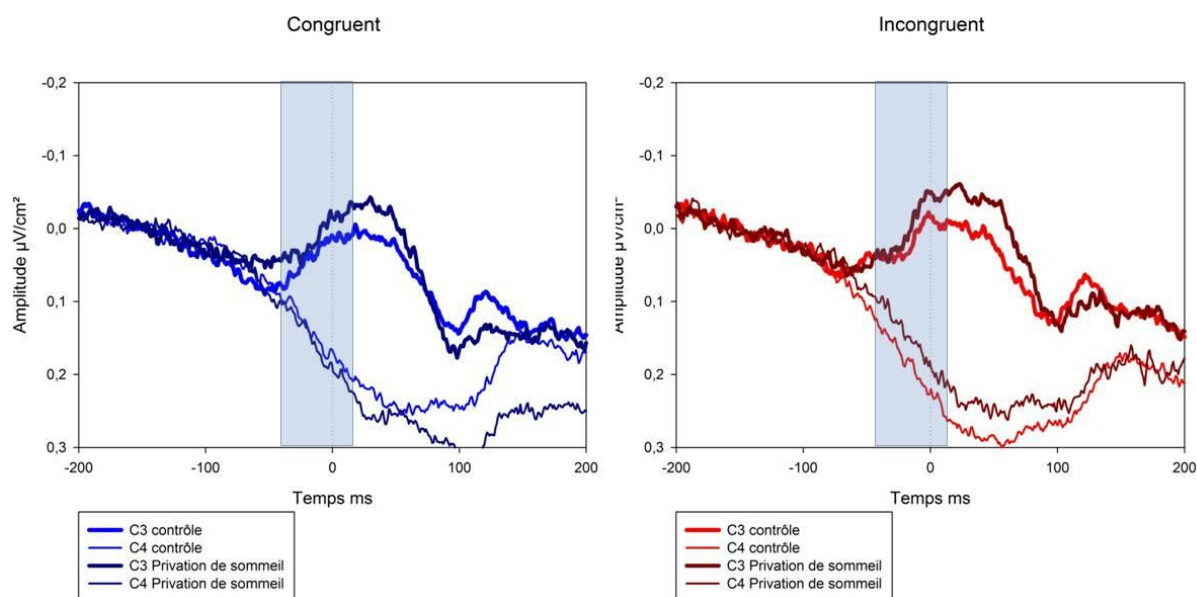 Congruent
Incongruent
-0,2
-0,1
0,0
0,1
0,2
0,3
Amplitude µV/cm²
-200
-100
0
100
200
Temps ms
C3 contrôle
C4 contrôle
C3 Privation de sommeil
C4 Privation de sommeil
-0,2
-0,1
0,0
0,1
0,2
0,3
Amplitude µV/cm²
-200
-100
0
100
200
Temps ms
C3 contrôle
C4 contrôle
C3 Privation de sommeil
C4 Privation de sommeil